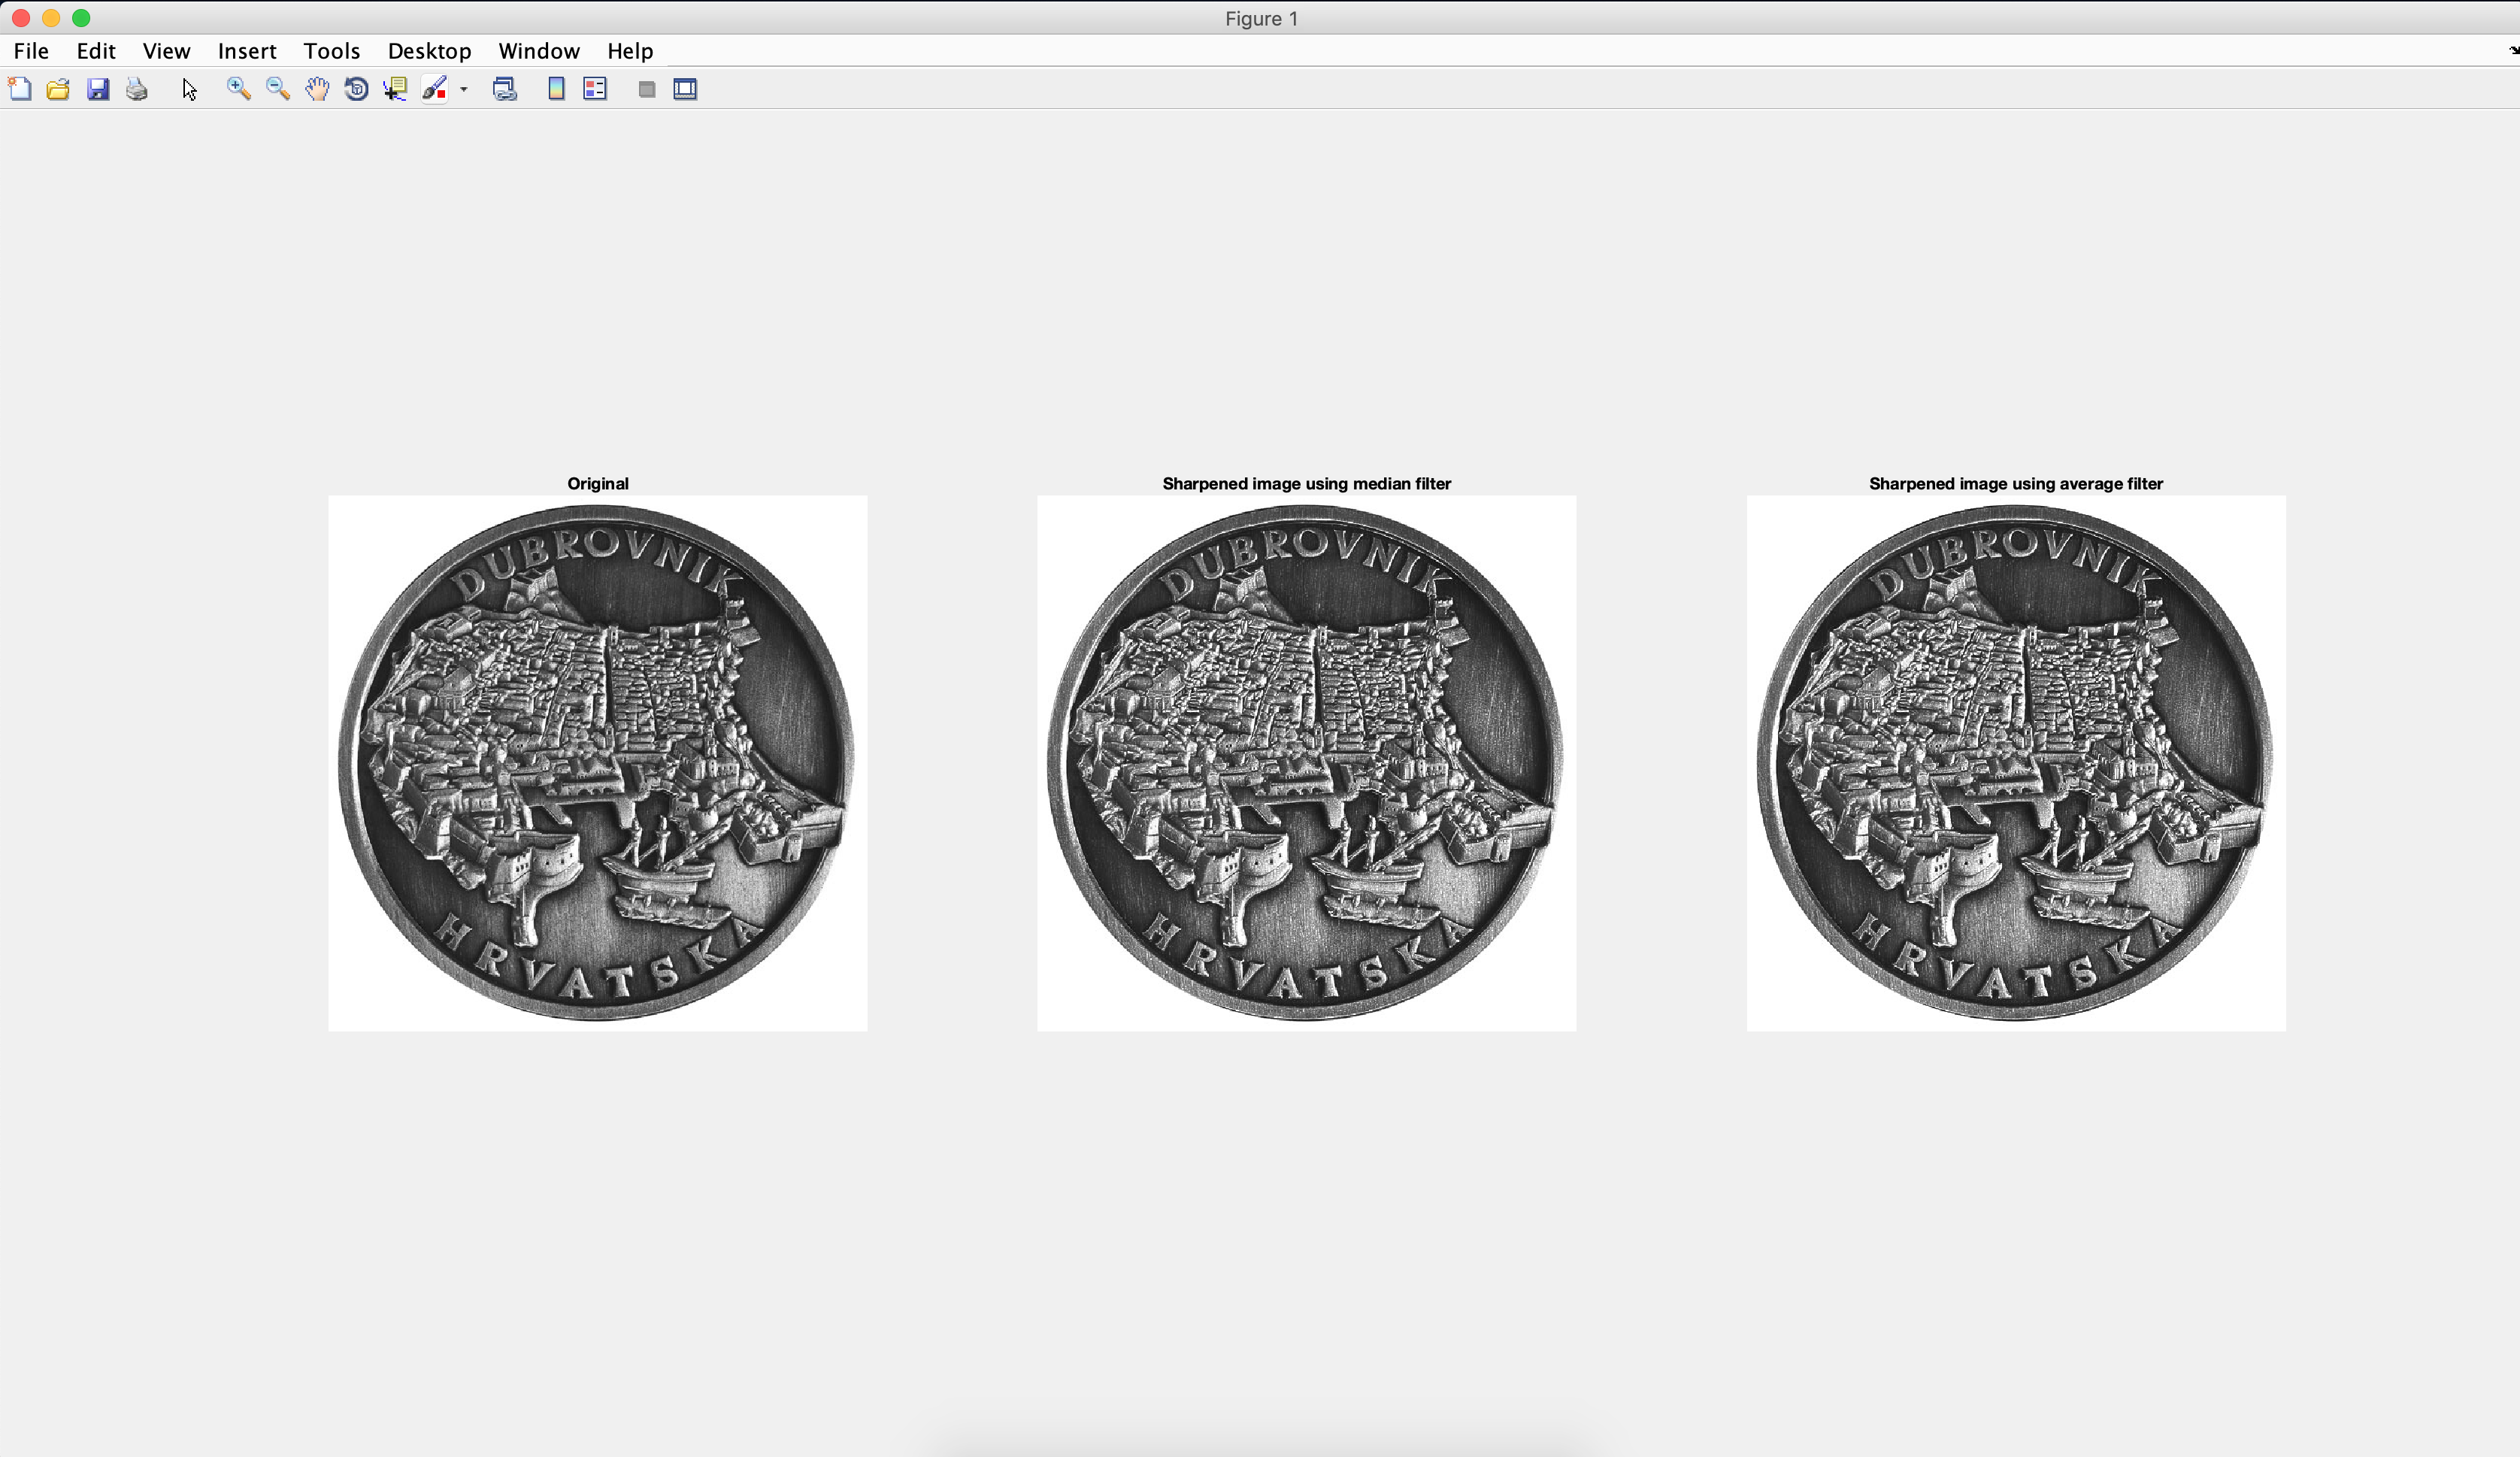 Figure 1
File Edit View Insert Tools Desktop Window Help
Original
DUBROVNIK
HRVATSKA
Sharpened image using median filter
DUBROVNIK
HRVATSKA
Sharpened image using average filter
DUBROVNIK
HRVATSKA